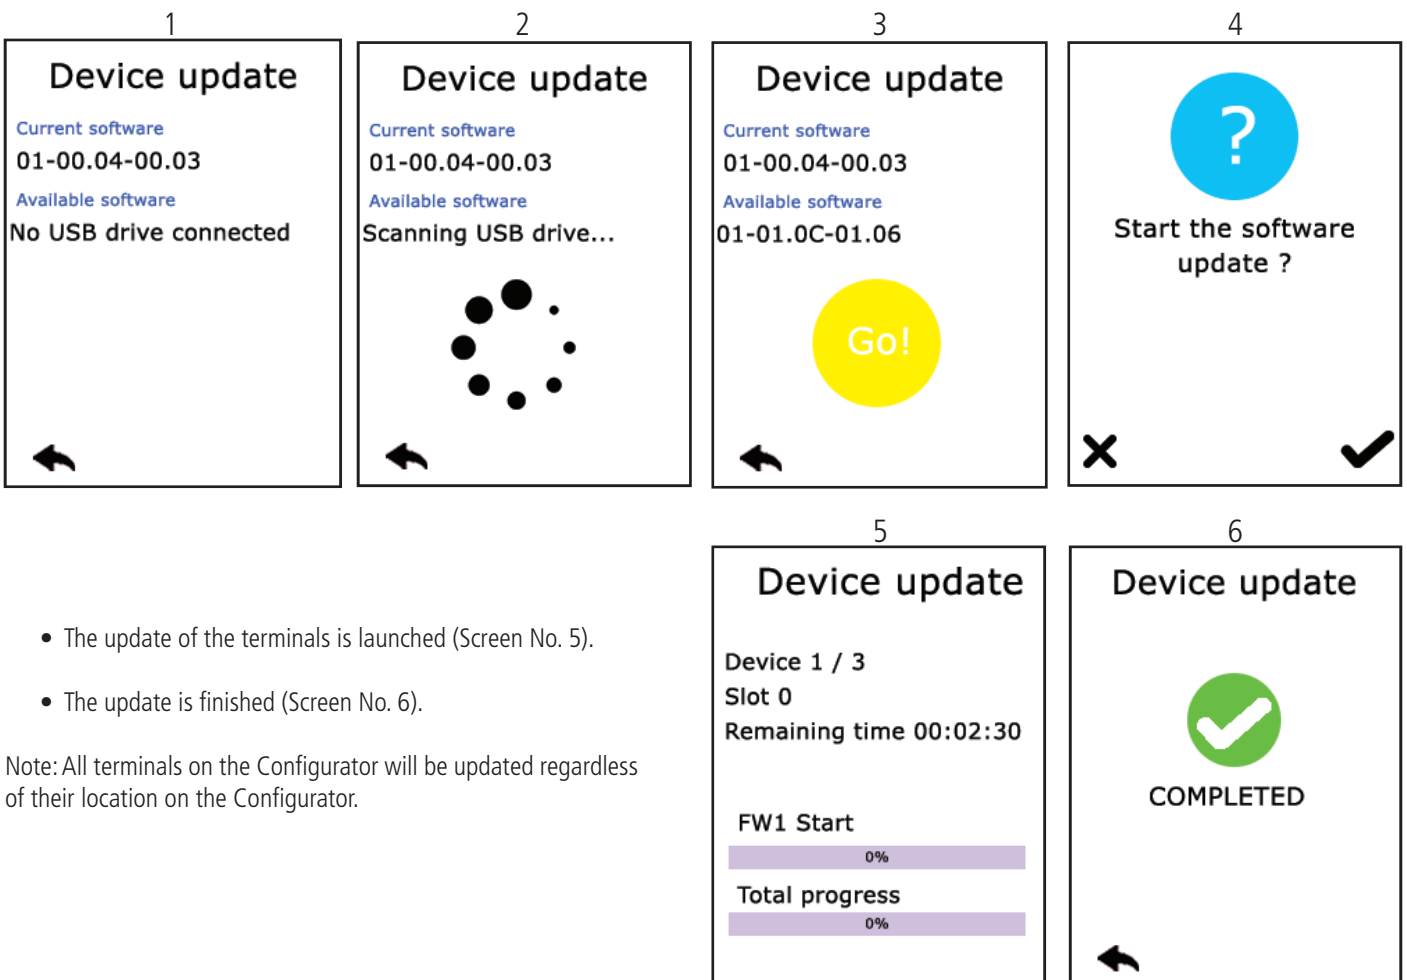 1
Device update
Current software
01-00.04-00.03
Available software
No USB drive connected
2
Device update
Current software
01-00.04-00.03
Available software
Scanning USB drive...
3
Device update
Current software
01-00.04-00.03
Available software
01-01.0C-01.06
Go!
4
?
Start the software
update ?
• The update of the terminals is launched (Screen No. 5).
• The update is finished (Screen No. 6).
Note: All terminals on the Configurator will be updated regardless
of their location on the Configurator.
5
Device update
Device 1 / 3
Slot 0
Remaining time 00:02:30
FW1 Start
0%
Total progress
0%
6
Device update
COMPLETED